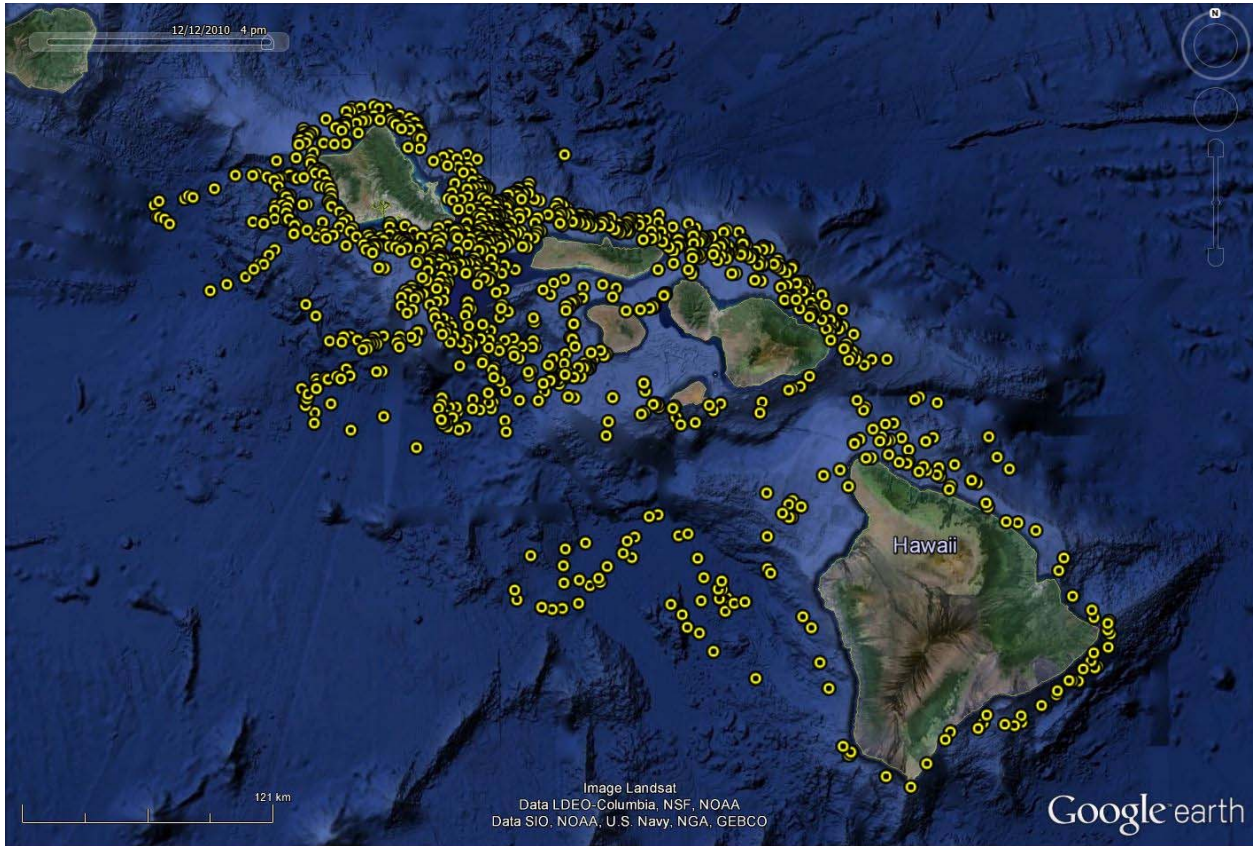 12/12/2010 4 pm
N
Hawaii
121 km
Image Landsat
Data LDEO-Columbia, NSF, NOAA
Data SIO, NOAA, U.S. Navy, NGA, GEBCO
Google earth